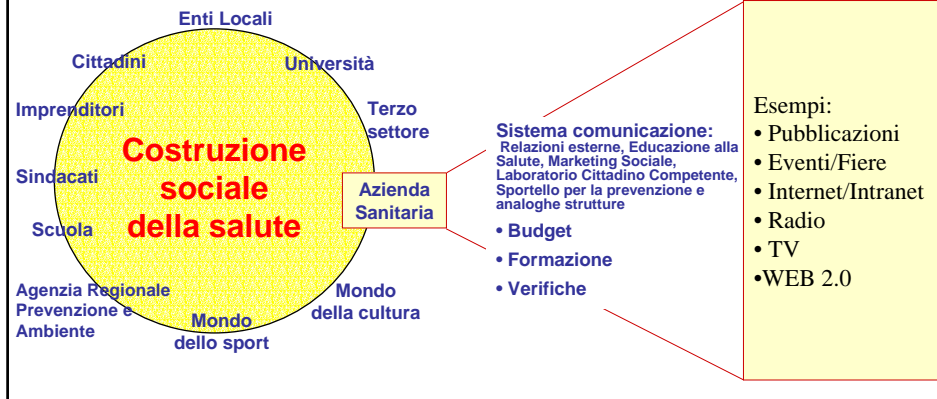 Enti Locali
Cittadini
Università
Imprenditori
Terzo
settore
Costruzione
sociale
della salute
Sindacati
Azienda
Sanitaria
Scuola
Agenzia Regionale
Prevenzione e
Ambiente
Mondo
dello sport
Mondo
della cultura
Sistema comunicazione:
Relazioni esterne, Educazione alla
Salute, Marketing Sociale,
Laboratorio Cittadino Competente,
Sportello per la prevenzione e
analoghe strutture
• Budget
• Formazione
• Verifiche
Esempi:
• Pubblicazioni
• Eventi/Fiere
• Internet/Intranet
• Radio
• TV
•WEB 2.0